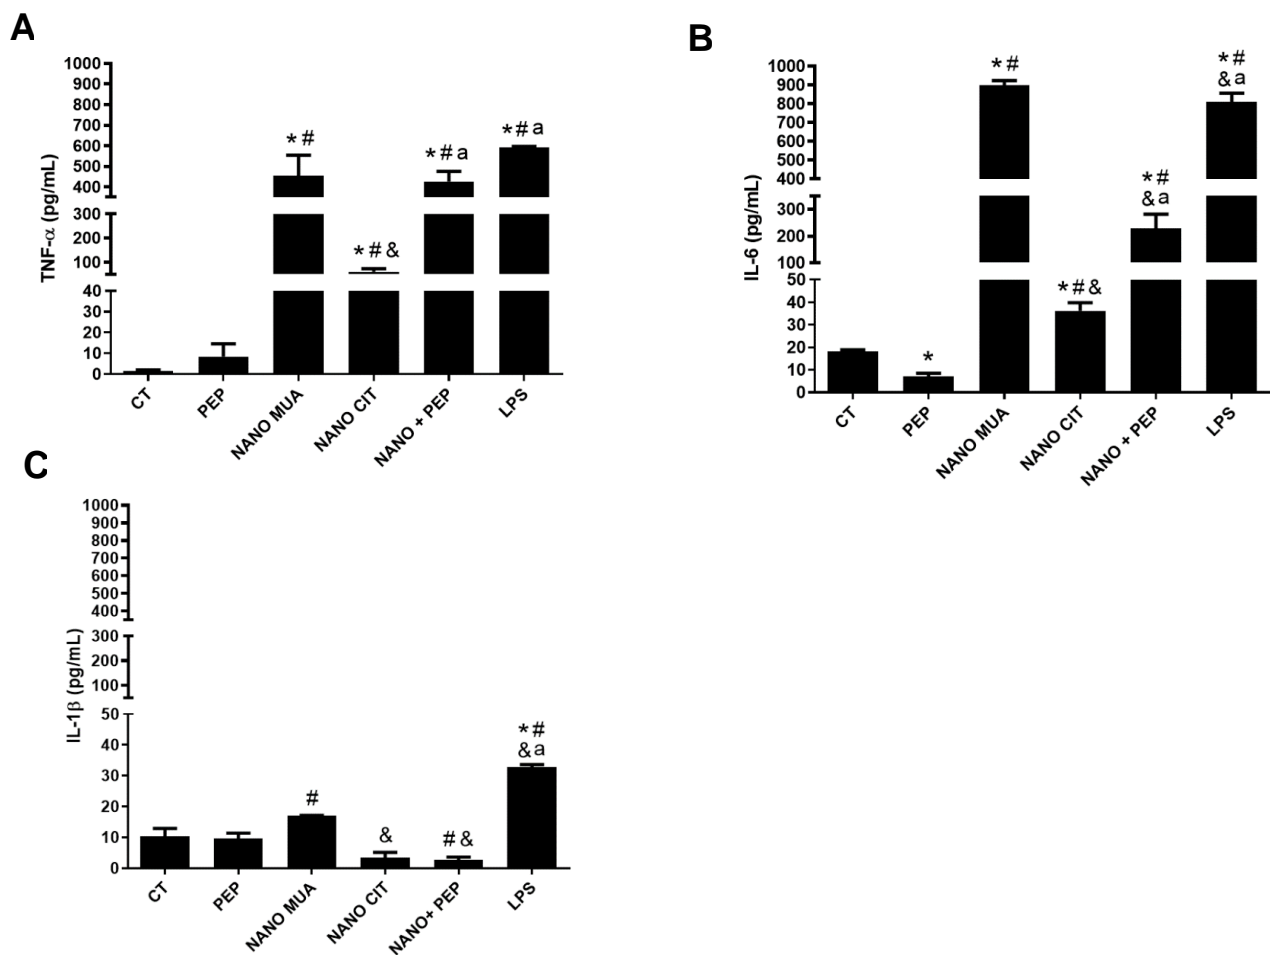 A
TNF-α (pg/mL)
1000
900
800
700
600
500
400
300
200
100
40
30
20
10
0
*#
*#&
*#a
*#a
CT
PEP
NANO MUA
NANO CIT
NANO + PEP
LPS
B
IL-6 (pg/mL)
1000
900
800
700
600
500
400
300
200
100
50
40
30
20
10
0
*
*#
*#&
*#
&a
*#
&a
CT
PEP
NANO MUA
NANO CIT
NANO + PEP
LPS
C
IL-1β (pg/mL)
1000
900
800
700
600
500
400
300
200
100
50
40
30
20
10
0
#
&
#&
*#
&a
CT
PEP
NANO MUA
NANO CIT
NANO+ PEP
LPS